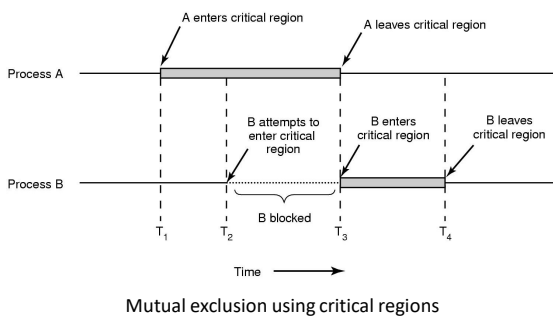 A enters critical region
A leaves critical region
Process A
B attempts to
enter critical
region
B enters
critical region
B leaves
critical region
Process B
B blocked
T1
T2
T3
T4
Time
Mutual exclusion using critical regions